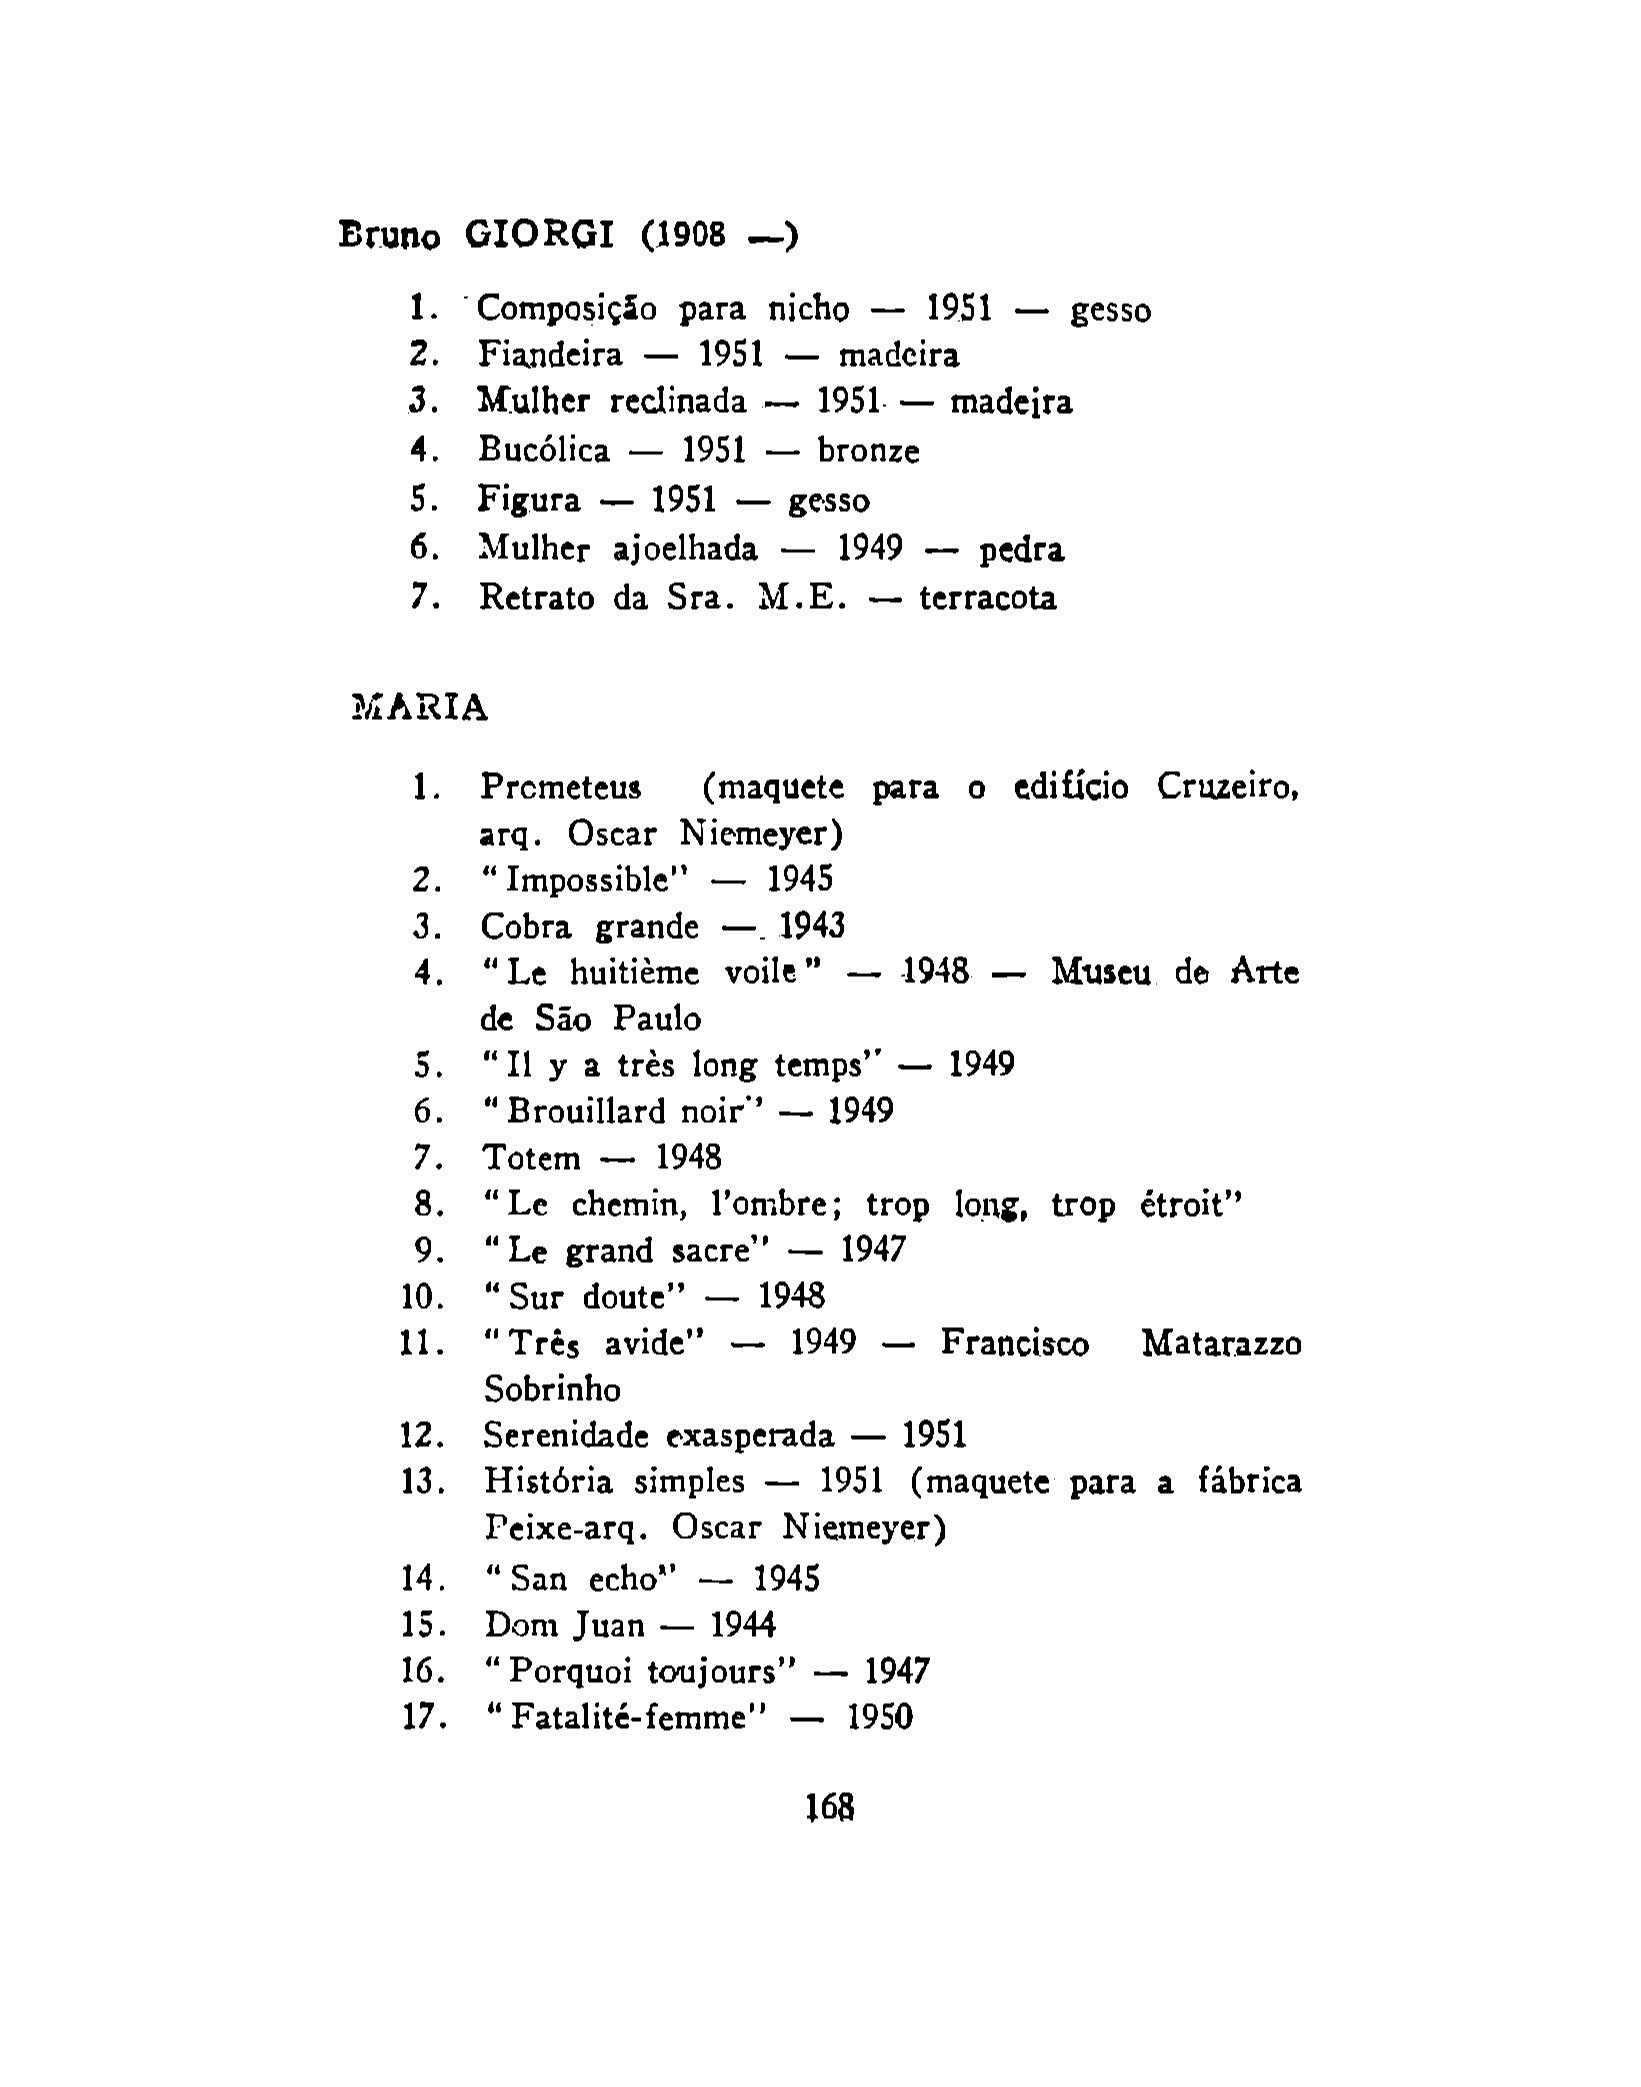 Bruno GIORGI (1908 —)
1. Composição para nicho — 1951 — gesso
2. Fiandeira — 1951 — madeira
3. Mulher reclinada — 1951 — madeira
4. Bucólica — 1951 — bronze
5. Figura — 1951 — gesso
6. Mulher ajoelhada — 1949 — pedra
7. Retrato da Sra. M.E. — terracota
MARIA
1. Prometeus (maquete para o edifício Cruzeiro,
arq. Oscar Niemeyer)
2. "Impossible" — 1945
3. Cobra grande — 1943
4. "Le huitième voile" — 1948 — Museu de Arte
de São Paulo
5. "Il y a très long temps" — 1949
6. "Brouillard noir" — 1949
7. Totem — 1948
8. "Le chemin, l'ombre; trop long, trop étroit"
9. "Le grand sacre" — 1947
10. "Sur doute" — 1948
11. "Três avide" — 1949 — Francisco Matarazzo
Sobrinho
12. Serenidade exasperada — 1951
13. História simples — 1951 (maquete para a fábrica
Peixe-arq. Oscar Niemeyer)
14. "San echo" — 1945
15. Dom Juan — 1944
16. "Porquoi toujours" — 1947
17. "Fatalité-femme" — 1950
168